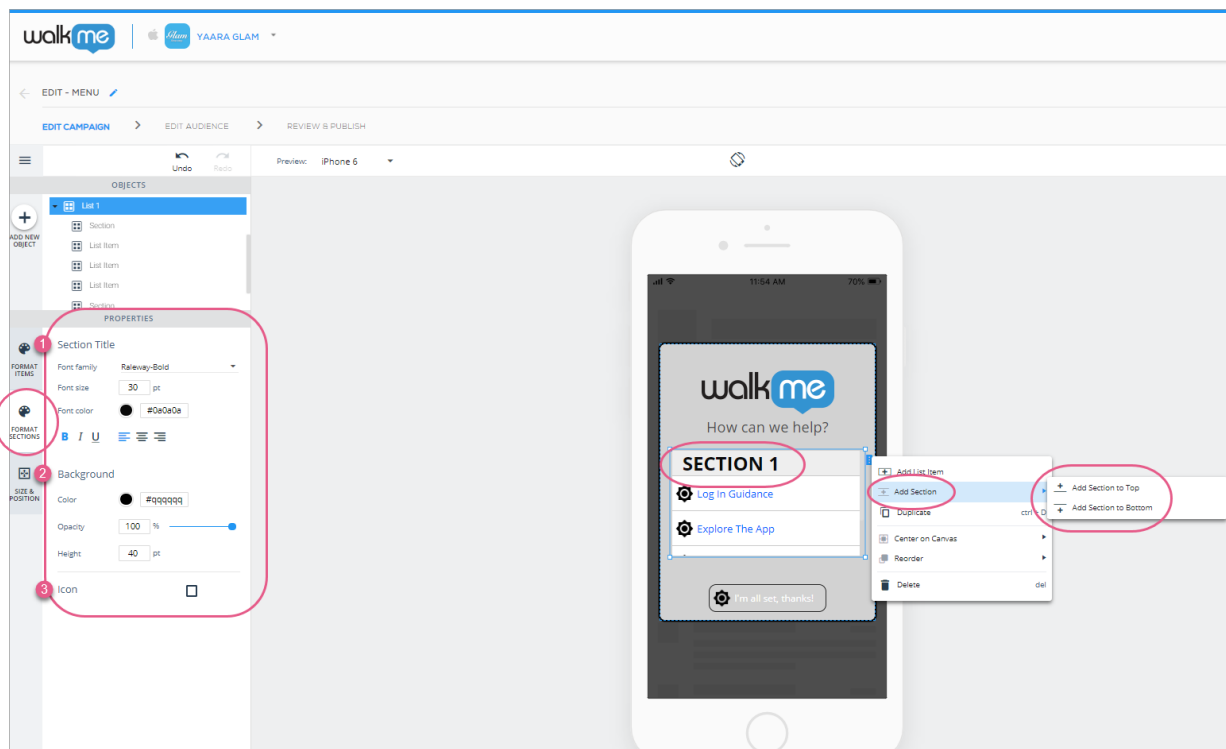 walkme
Glam
YAARA GLAM
EDIT - MENU
EDIT CAMPAIGN
EDIT AUDIENCE
REVIEW & PUBLISH
Undo
Redo
Preview: iPhone 6
OBJECTS
ADD NEW
OBJECT
List 1
Section
List Item
List Item
List Item
Section
PROPERTIES
1
Section Title
FORMAT
ITEMS
Font family Raleway-Bold
Font size 30 pt
Font color #0a0a0a
FORMAT
SECTIONS
B I U
2
Background
SIZE &
POSITION
Color #qqqqqq
Opacity 100 %
Height 40 pt
3
Icon
11:54 AM 70%
walkme
How can we help?
SECTION 1
Log In Guidance
Explore The App
I'm all set, thanks!
Add List Item
Add Section
Duplicate ctrl + D
Center on Canvas
Reorder
Delete del
Add Section to Top
Add Section to Bottom